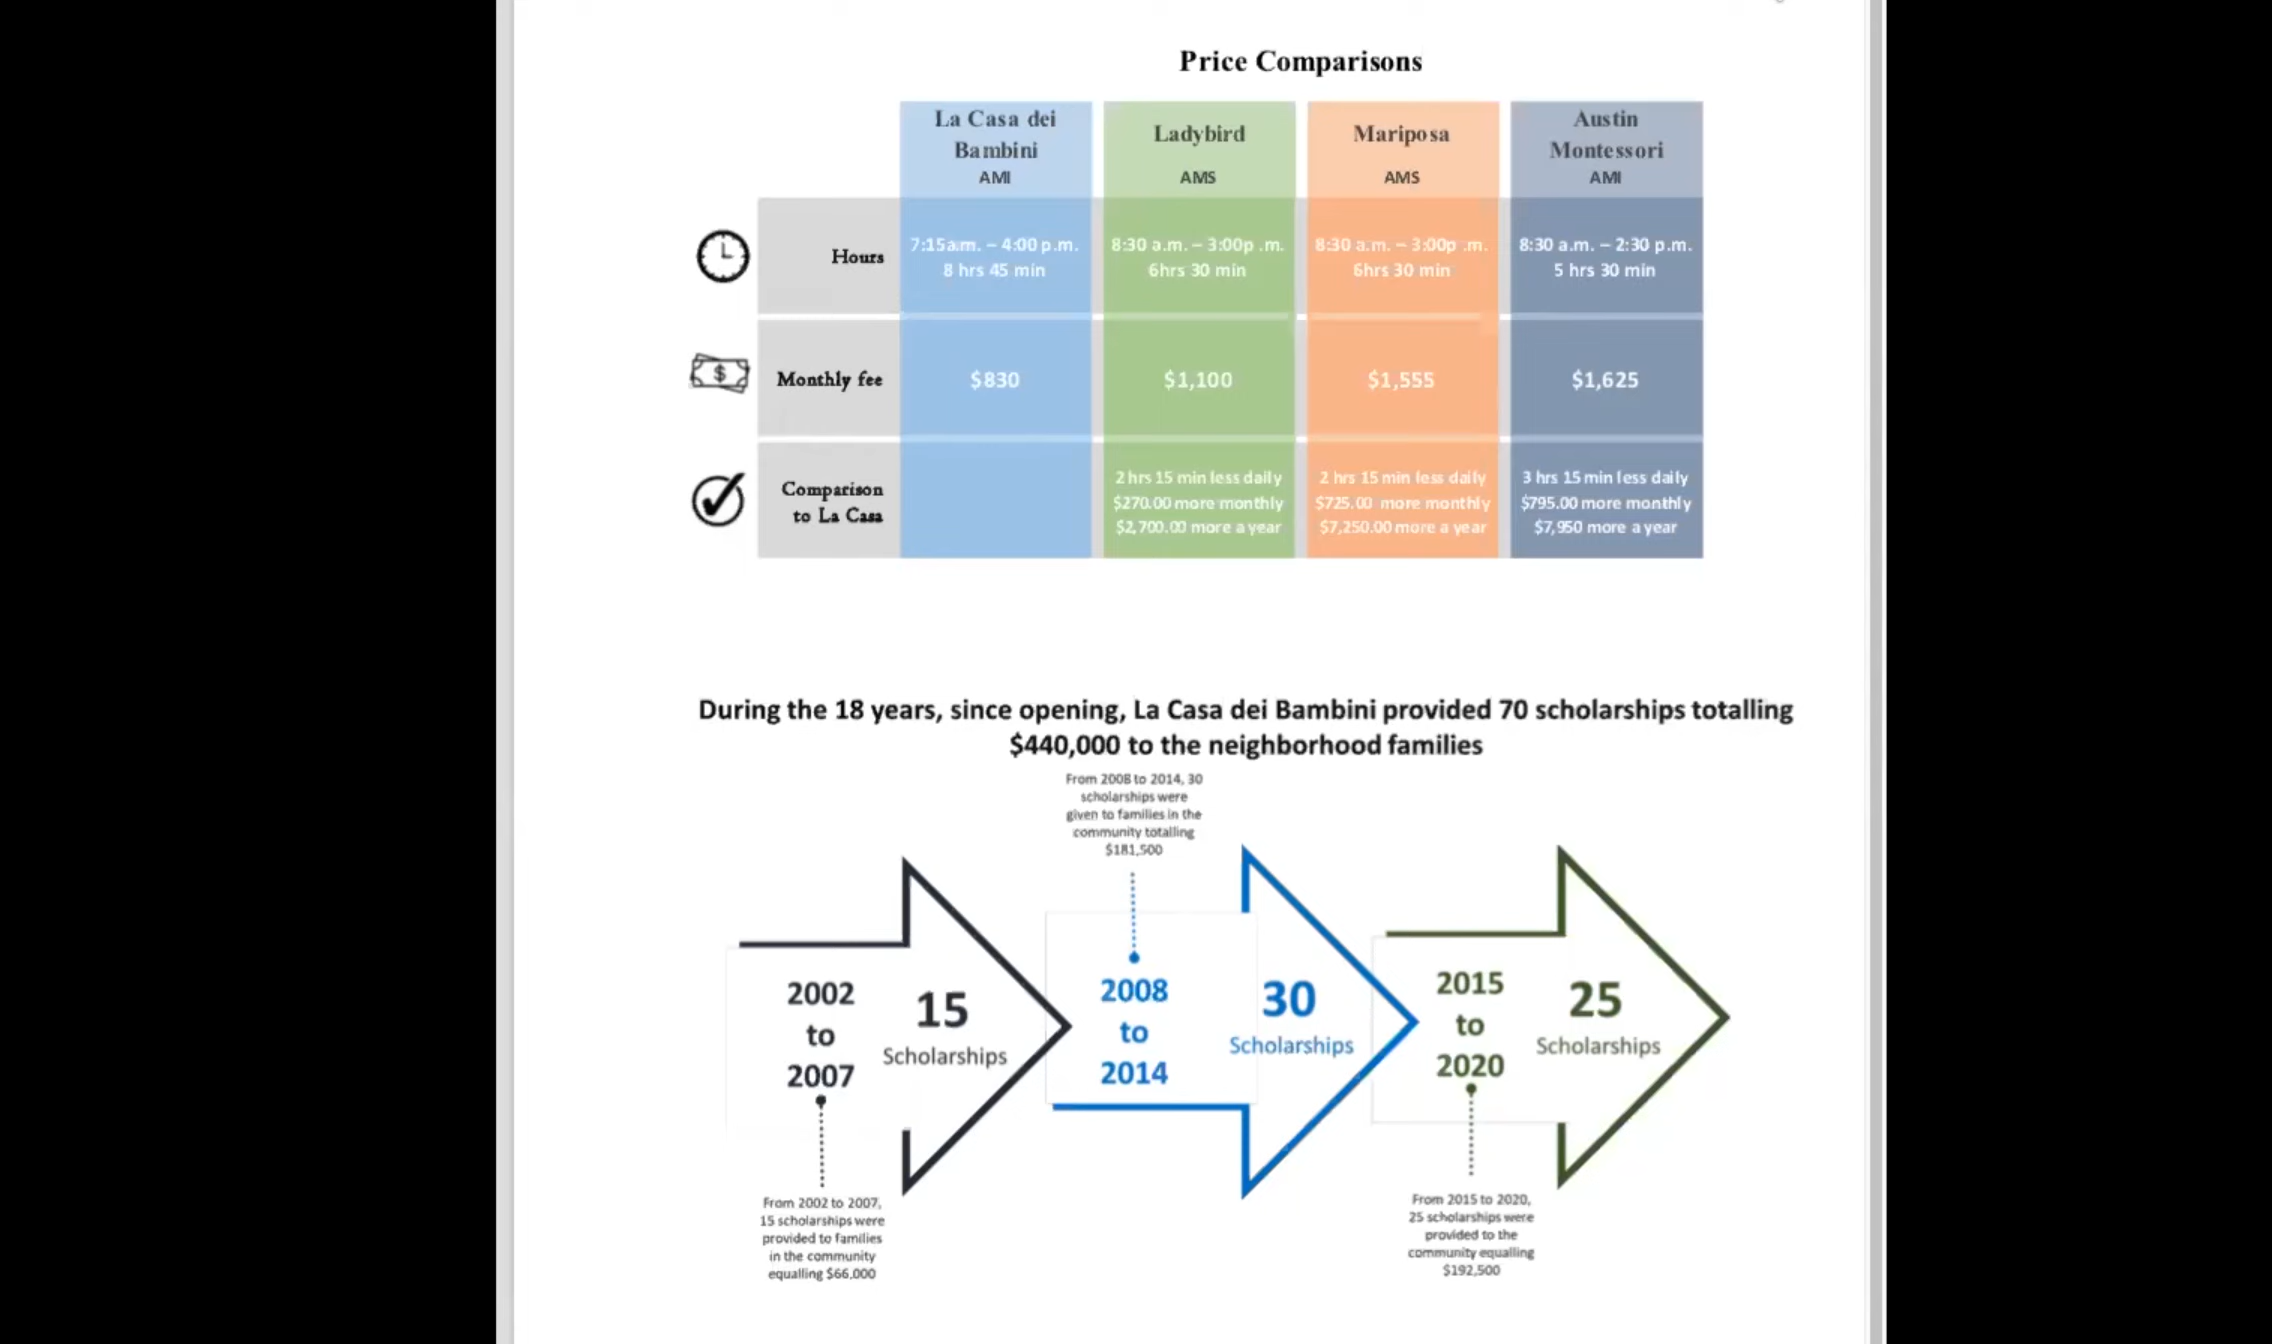 Price Comparisons
La Casa dei
Bambini
AMI
Ladybird
AMS
Mariposa
AMS
Austin
Montessori
AMI
Hours
7:15a.m. – 4:00 p.m.
8 hrs 45 min
8:30 a.m. – 3:00p .m.
6hrs 30 min
8:30 a.m. – 3:00p .m.
6hrs 30 min
8:30 a.m. – 2:30 p.m.
5 hrs 30 min
$
Monthly fee
$830
$1,100
$1,555
$1,625
Comparison
to La Casa
2 hrs 15 min less daily
$270.00 more monthly
$2,700.00 more a year
2 hrs 15 min less daily
$725.00 more monthly
$7,250.00 more a year
3 hrs 15 min less daily
$795.00 more monthly
$7,950 more a year
During the 18 years, since opening, La Casa dei Bambini provided 70 scholarships totalling
$440,000 to the neighborhood families
From 2008 to 2014, 30
scholarships were
given to families in the
community totalling
$181,500
2002
to
2007
15
Scholarships
2008
to
2014
30
Scholarships
2015
to
2020
25
Scholarships
From 2002 to 2007,
15 scholarships were
provided to families
in the community
equalling $66,000
From 2015 to 2020,
25 scholarships were
provided to the
community equalling
$192,500